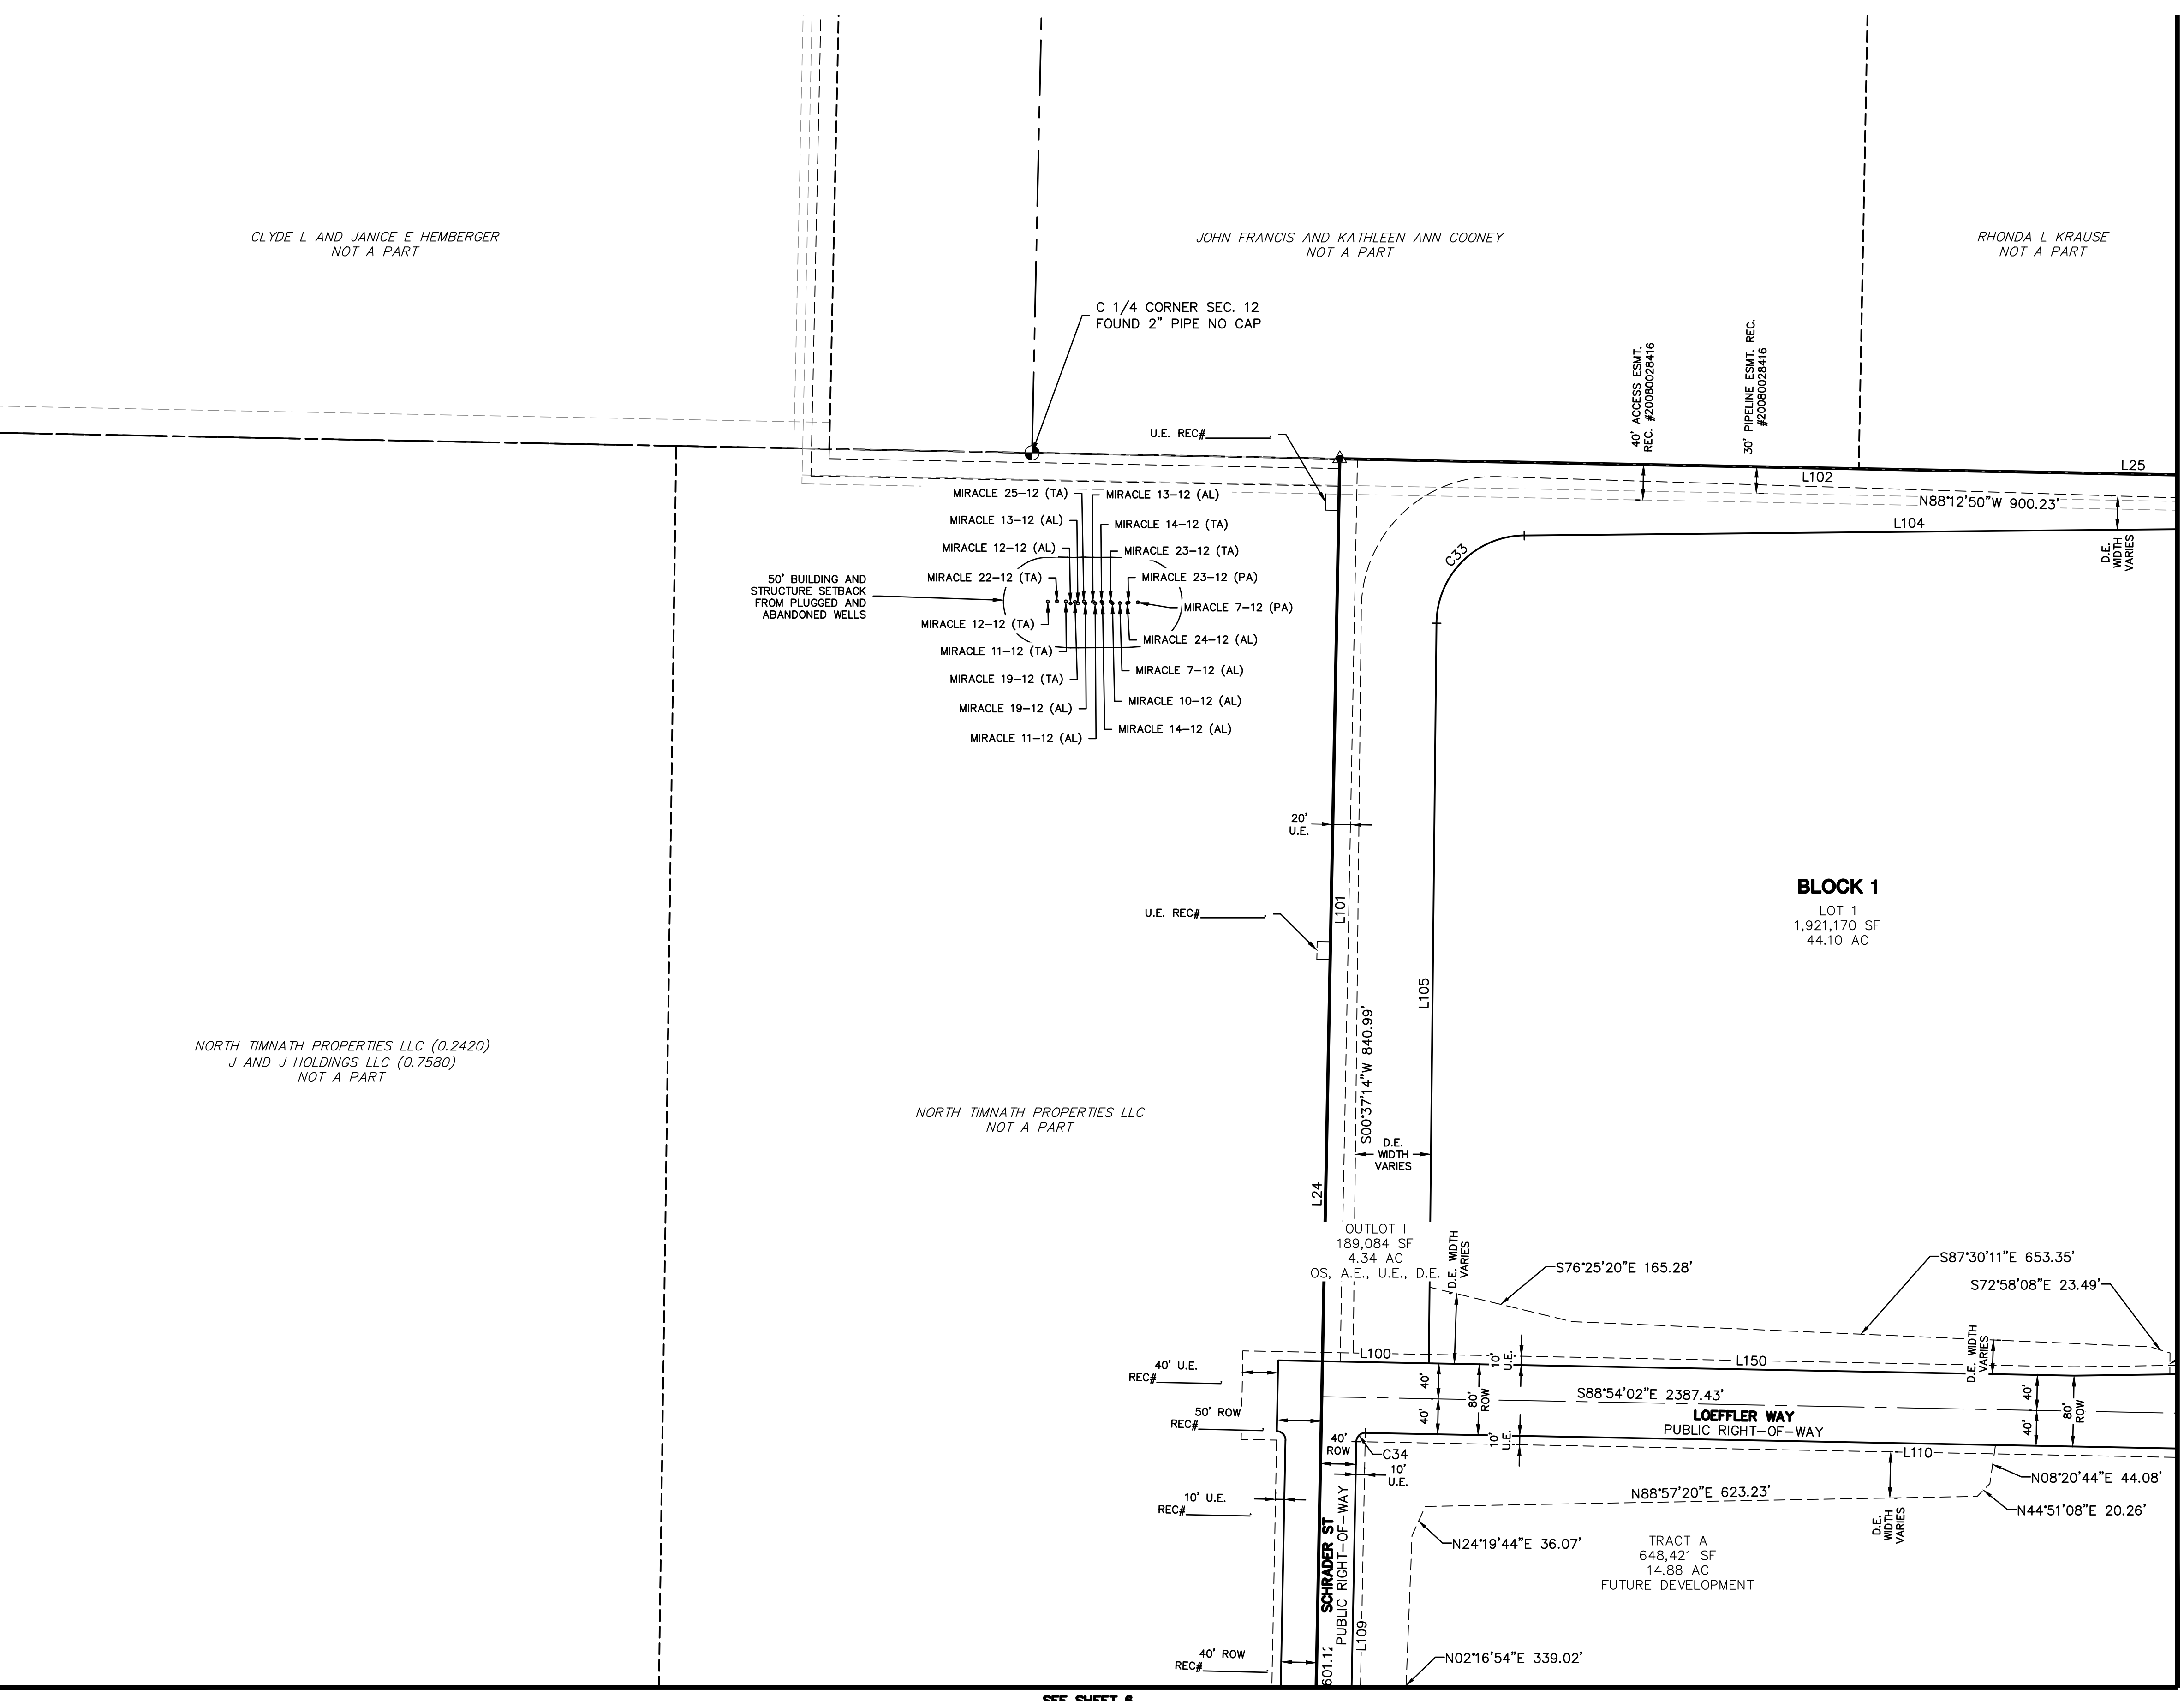 CLYDE L AND JANICE E HEMBERGER
NOT A PART
JOHN FRANCIS AND KATHLEEN ANN COONEY
NOT A PART
RHONDA L KRAUSE
NOT A PART
C 1/4 CORNER SEC. 12
FOUND 2" PIPE NO CAP
40' ACCESS ESMT.
REC. #20080028416
30' PIPELINE ESMT. REC.
#20080028416
U.E. REC#
L25
L102
N88°12'50"W 900.23'
L104
D.E.
WIDTH
VARIES
C33
MIRACLE 25-12 (TA)
MIRACLE 13-12 (AL)
MIRACLE 13-12 (AL)
MIRACLE 14-12 (TA)
MIRACLE 12-12 (AL)
MIRACLE 23-12 (TA)
MIRACLE 22-12 (TA)
MIRACLE 23-12 (PA)
50' BUILDING AND
STRUCTURE SETBACK
FROM PLUGGED AND
ABANDONED WELLS
MIRACLE 7-12 (PA)
MIRACLE 12-12 (TA)
MIRACLE 24-12 (AL)
MIRACLE 11-12 (TA)
MIRACLE 7-12 (AL)
MIRACLE 19-12 (TA)
MIRACLE 10-12 (AL)
MIRACLE 19-12 (AL)
MIRACLE 14-12 (AL)
MIRACLE 11-12 (AL)
20'
U.E.
BLOCK 1
LOT 1
1,921,170 SF
44.10 AC
U.E. REC#
L101
L105
S00°37'14"W 840.99'
NORTH TIMNATH PROPERTIES LLC (0.2420)
J AND J HOLDINGS LLC (0.7580)
NOT A PART
NORTH TIMNATH PROPERTIES LLC
NOT A PART
D.E.
WIDTH
VARIES
L24
OUTLOT I
189,084 SF
4.34 AC
OS, A.E., U.E., D.E.
D.E. WIDTH
VARIES
S76°25'20"E 165.28'
S87°30'11"E 653.35'
S72°58'08"E 23.49'
D.E. WIDTH
VARIES
40' U.E.
REC#
L100
10'
U.E.
L150
50' ROW
REC#
40'
40'
80'
ROW
S88°54'02"E 2387.43'
LOEFFLER WAY
PUBLIC RIGHT-OF-WAY
40'
40'
80'
ROW
40'
ROW
C34
10'
U.E.
10'
U.E.
L110
10' U.E.
REC#
N88°57'20"E 623.23'
D.E.
WIDTH
VARIES
N08°20'44"E 44.08'
N44°51'08"E 20.26'
N24°19'44"E 36.07'
TRACT A
648,421 SF
14.88 AC
FUTURE DEVELOPMENT
SCHRADER ST
PUBLIC RIGHT-OF-WAY
L109
40' ROW
REC#
N02°16'54"E 339.02'
SEE SHEET 6